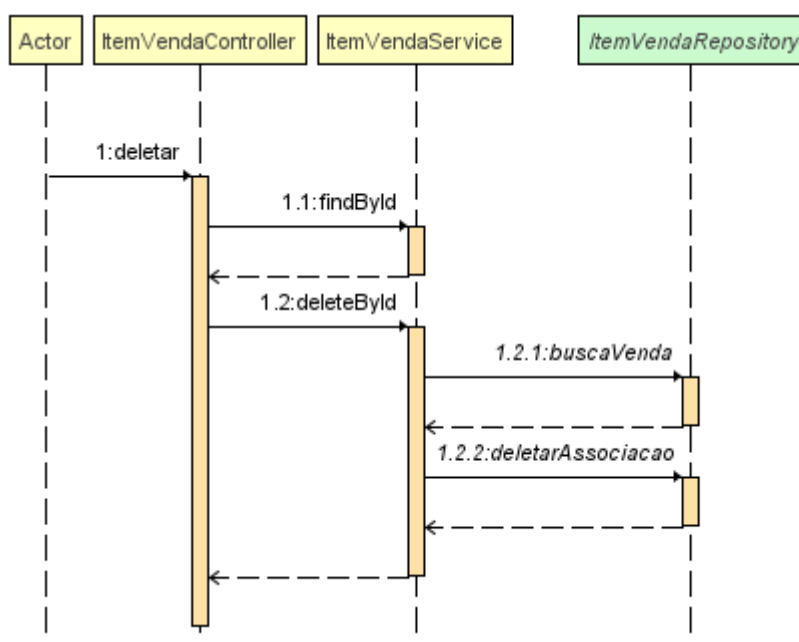 Actor
ItemVendaController
ItemVendaService
ItemVendaRepository
1:deletar
1.1:findById
1.2:deleteById
1.2.1:buscaVenda
1.2.2:deletarAssociacao